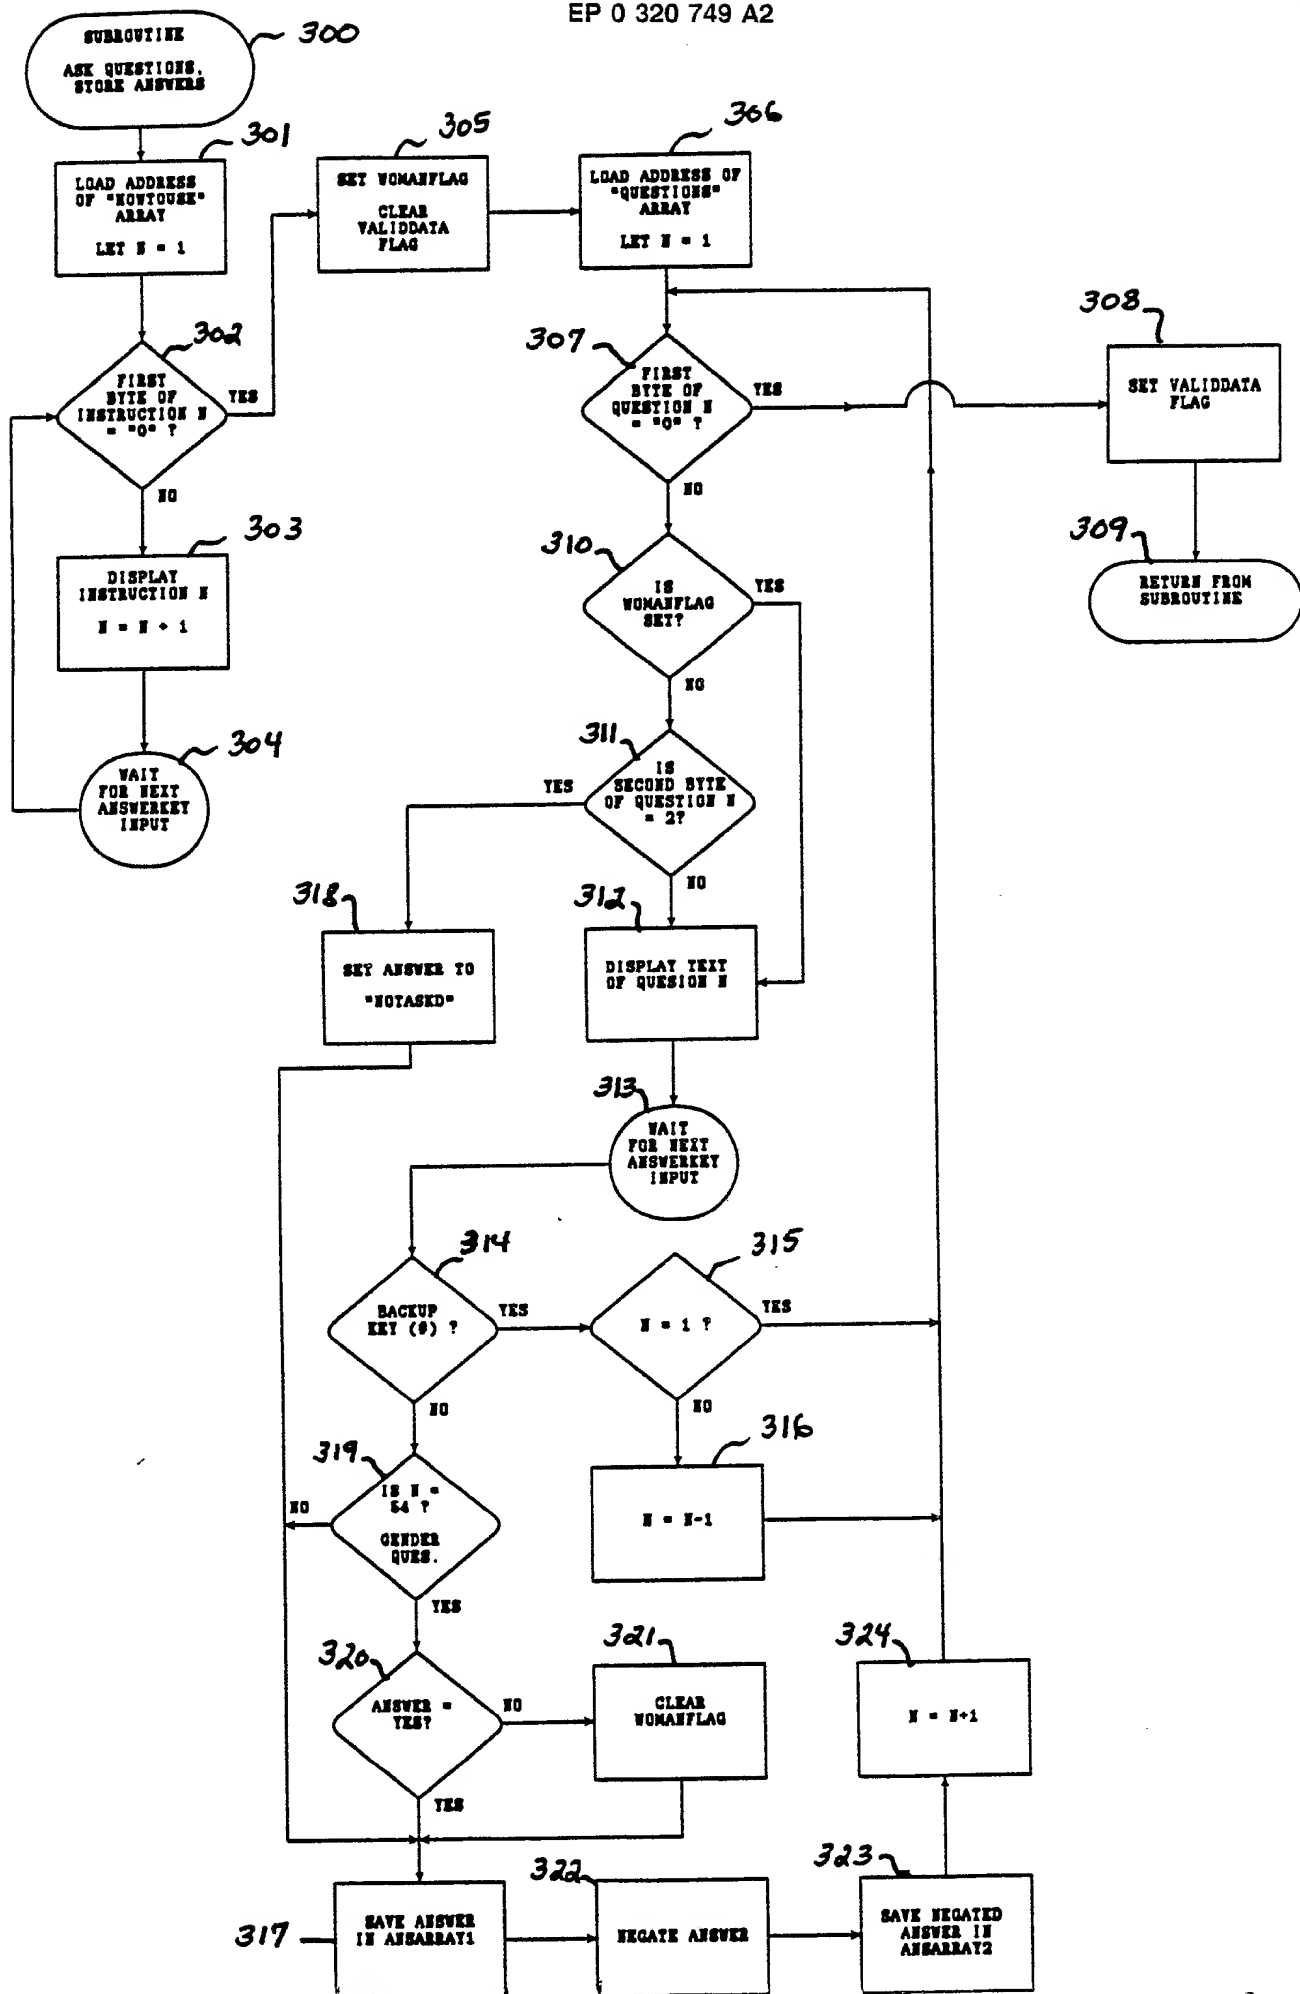 EP 0 320 749 A2
SUBROUTINE
ASK QUESTIONS,
STORE ANSWERS
300
301
LOAD ADDRESS
OF "HOWTOUSE"
ARRAY
LET N = 1
302
FIRST
BYTE OF
INSTRUCTION N
= "0" ?
YES
NO
303
DISPLAY
INSTRUCTION N
N = N + 1
304
WAIT
FOR NEXT
ANSWERKEY
INPUT
305
SET WOMANFLAG
CLEAR
VALIDDATA
FLAG
306
LOAD ADDRESS OF
"QUESTIONS"
ARRAY
LET N = 1
307
FIRST
BYTE OF
QUESTION N
= "0" ?
YES
NO
308
SET VALIDDATA
FLAG
309
RETURN FROM
SUBROUTINE
310
IS
WOMANFLAG
SET?
YES
NO
311
IS
SECOND BYTE
OF QUESTION N
= 2?
YES
NO
318
SET ANSWER TO
"NOTASKD"
312
DISPLAY TEXT
OF QUESION N
313
WAIT
FOR NEXT
ANSWERKEY
INPUT
314
BACKUP
KEY (#) ?
YES
NO
315
N = 1 ?
YES
NO
316
N = N-1
319
IS N =
54 ?
GENDER
QUES.
NO
YES
320
ANSWER =
YES?
NO
YES
321
CLEAR
WOMANFLAG
324
N = N+1
317
SAVE ANSWER
IN ANSARRAY1
322
NEGATE ANSWER
323
SAVE NEGATED
ANSWER IN
ANSARRAY2